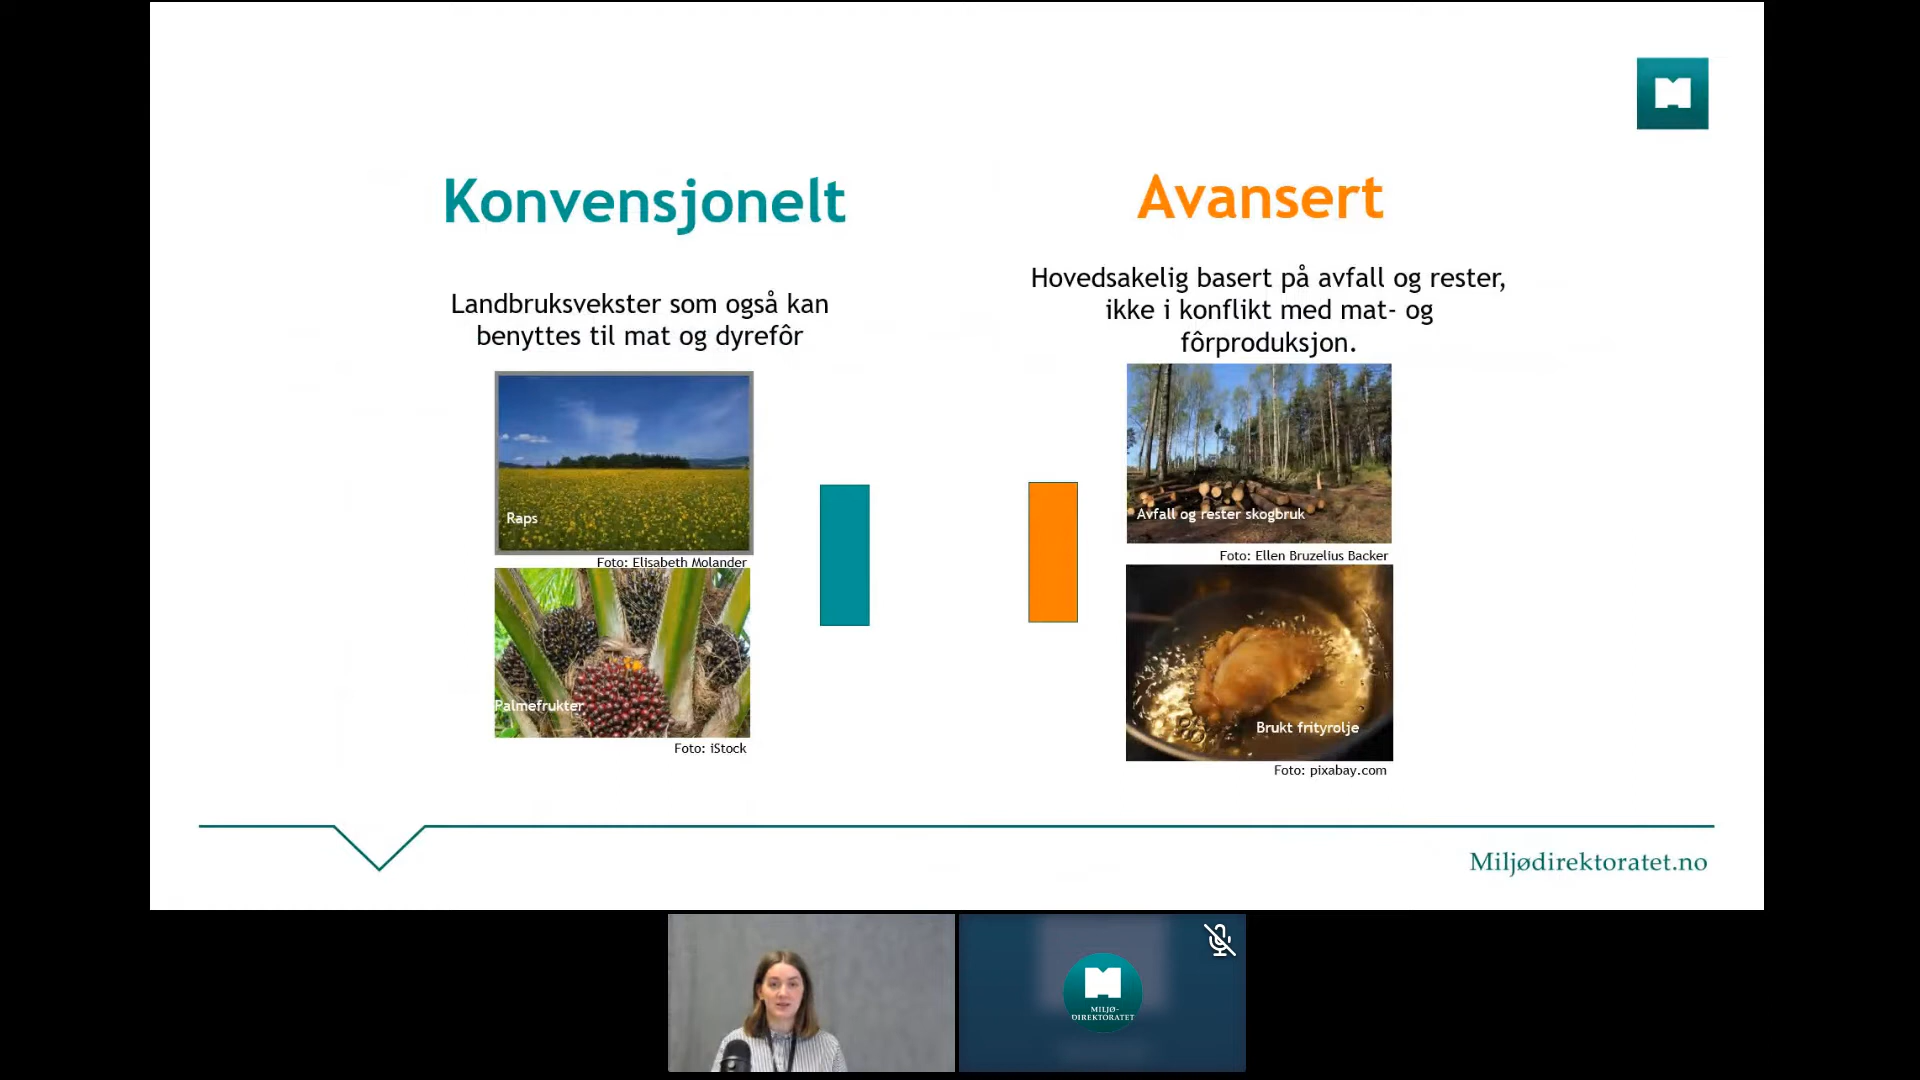 Konvensjonelt
Landbruksvekster som også kan
benyttes til mat og dyrefôr
Raps
Foto: Elisabeth Molander
Palmefrukter
Foto: iStock
Avansert
Hovedsakelig basert på avfall og rester,
ikke i konflikt med mat- og
fôrproduksjon.
Avfall og rester skogbruk
Foto: Ellen Bruzelius Backer
Brukt frityrolje
Foto: pixabay.com
Miljødirektoratet.no
MILJØ-
DIREKTORATET